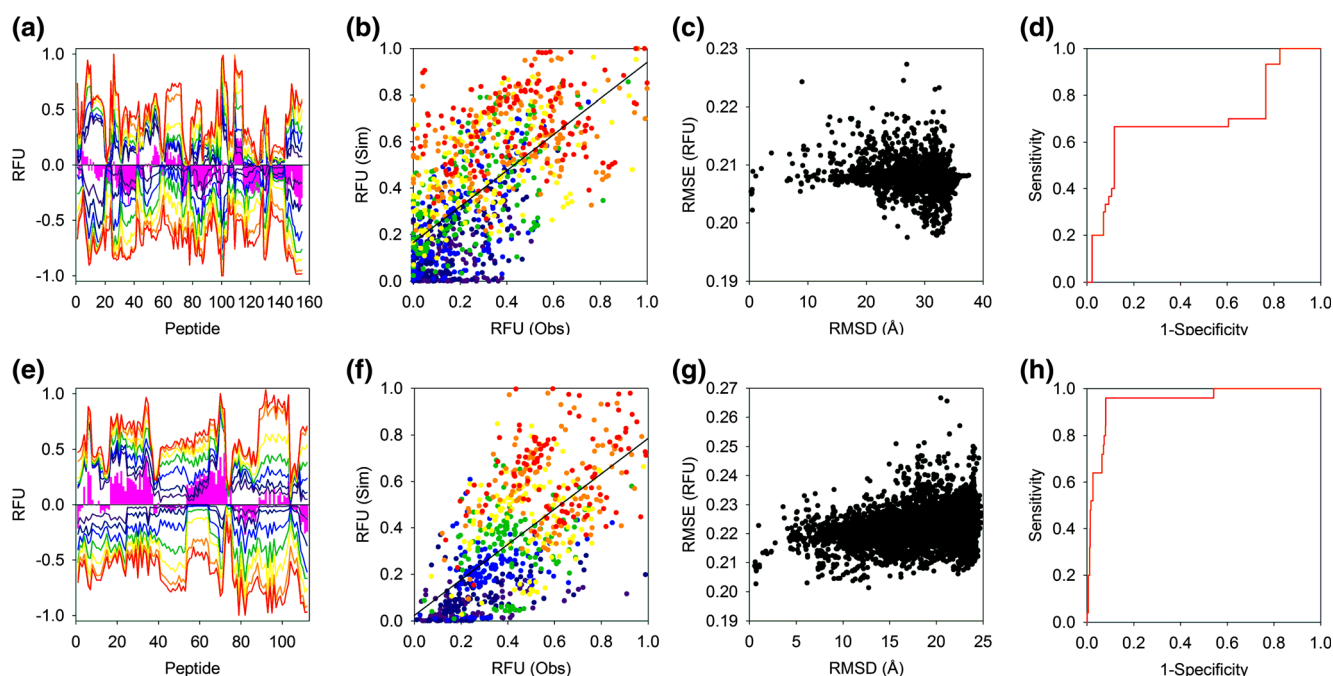 (a)
1.0
0.5
0.0
-0.5
-1.0
RFU
0 20 40 60 80 100 120 140 160
Peptide
(b)
1.0
0.8
0.6
0.4
0.2
0.0
RFU (Sim)
0.0 0.2 0.4 0.6 0.8 1.0
RFU (Obs)
(c)
0.23
0.22
0.21
0.20
0.19
RMSE (RFU)
0 10 20 30 40
RMSD (Å)
(d)
1.0
0.8
0.6
0.4
0.2
0.0
Sensitivity
0.2 0.4 0.6 0.8 1.0
1-Specificity
(e)
1.0
0.5
0.0
-0.5
-1.0
RFU
0 20 40 60 80 100
Peptide
(f)
1.0
0.8
0.6
0.4
0.2
0.0
RFU (Sim)
0.0 0.2 0.4 0.6 0.8 1.0
RFU (Obs)
(g)
0.27
0.26
0.25
0.24
0.23
0.22
0.21
0.20
0.19
RMSE (RFU)
0 5 10 15 20 25
RMSD (Å)
(h)
1.0
0.8
0.6
0.4
0.2
0.0
Sensitivity
0.2 0.4 0.6 0.8 1.0
1-Specificity